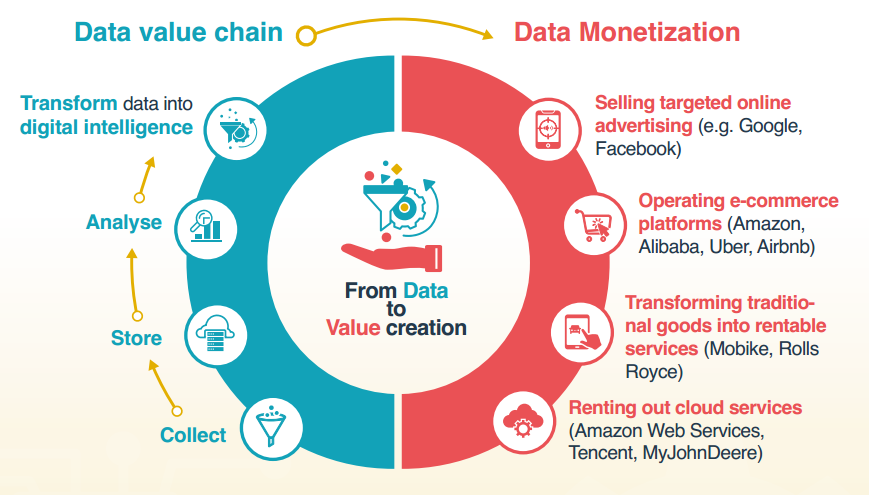 Data value chain
Data Monetization
Transform data into
digital intelligence
Analyse
Store
Collect
From Data
to
Value creation
Selling targeted online
advertising (e.g. Google,
Facebook)
Operating e-commerce
platforms (Amazon,
Alibaba, Uber, Airbnb)
Transforming traditio-
nal goods into rentable
services (Mobike, Rolls
Royce)
Renting out cloud services
(Amazon Web Services,
Tencent, MyJohnDeere)